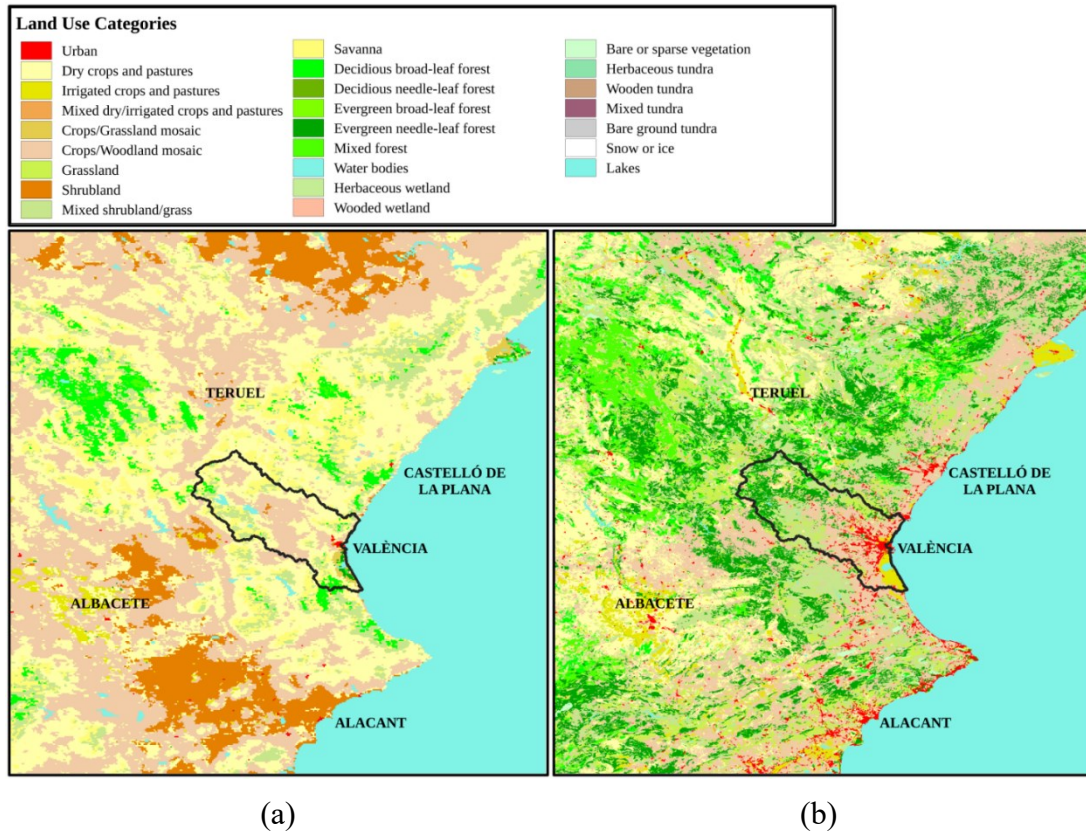 Land Use Categories
Urban
Dry crops and pastures
Irrigated crops and pastures
Mixed dry/irrigated crops and pastures
Crops/Grassland mosaic
Crops/Woodland mosaic
Grassland
Shrubland
Mixed shrubland/grass
Savanna
Decidious broad-leaf forest
Decidious needle-leaf forest
Evergreen broad-leaf forest
Evergreen needle-leaf forest
Mixed forest
Water bodies
Herbaceous wetland
Wooded wetland
Bare or sparse vegetation
Herbaceous tundra
Wooden tundra
Mixed tundra
Bare ground tundra
Snow or ice
Lakes
TERUEL
CASTELLÓ DE
LA PLANA
VALÈNCIA
ALBACETE
ALACANT
TERUEL
CASTELLÓ DE
LA PLANA
VALÈNCIA
ALBACETE
ALACANT
(a)
(b)